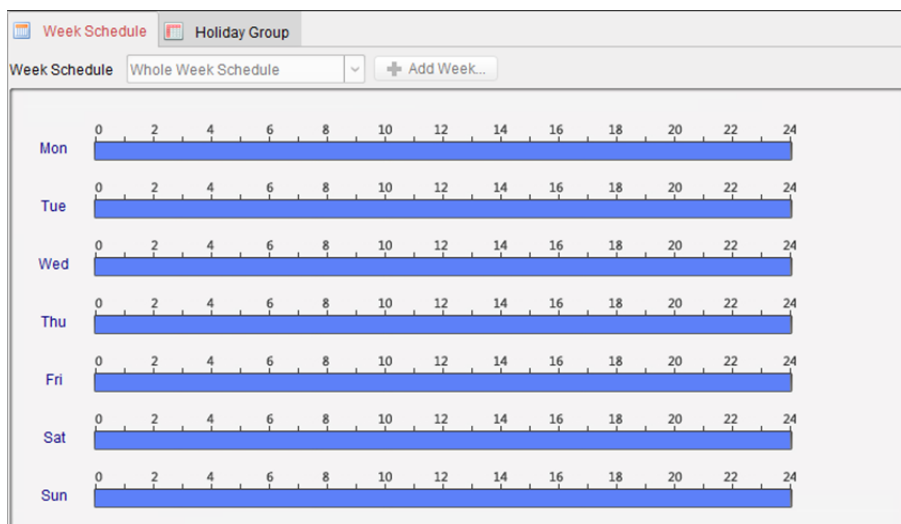 Week Schedule Holiday Group
Week Schedule Whole Week Schedule Add Week...
0 2 4 6 8 10 12 14 16 18 20 22 24
Mon
0 2 4 6 8 10 12 14 16 18 20 22 24
Tue
0 2 4 6 8 10 12 14 16 18 20 22 24
Wed
0 2 4 6 8 10 12 14 16 18 20 22 24
Thu
0 2 4 6 8 10 12 14 16 18 20 22 24
Fri
0 2 4 6 8 10 12 14 16 18 20 22 24
Sat
0 2 4 6 8 10 12 14 16 18 20 22 24
Sun